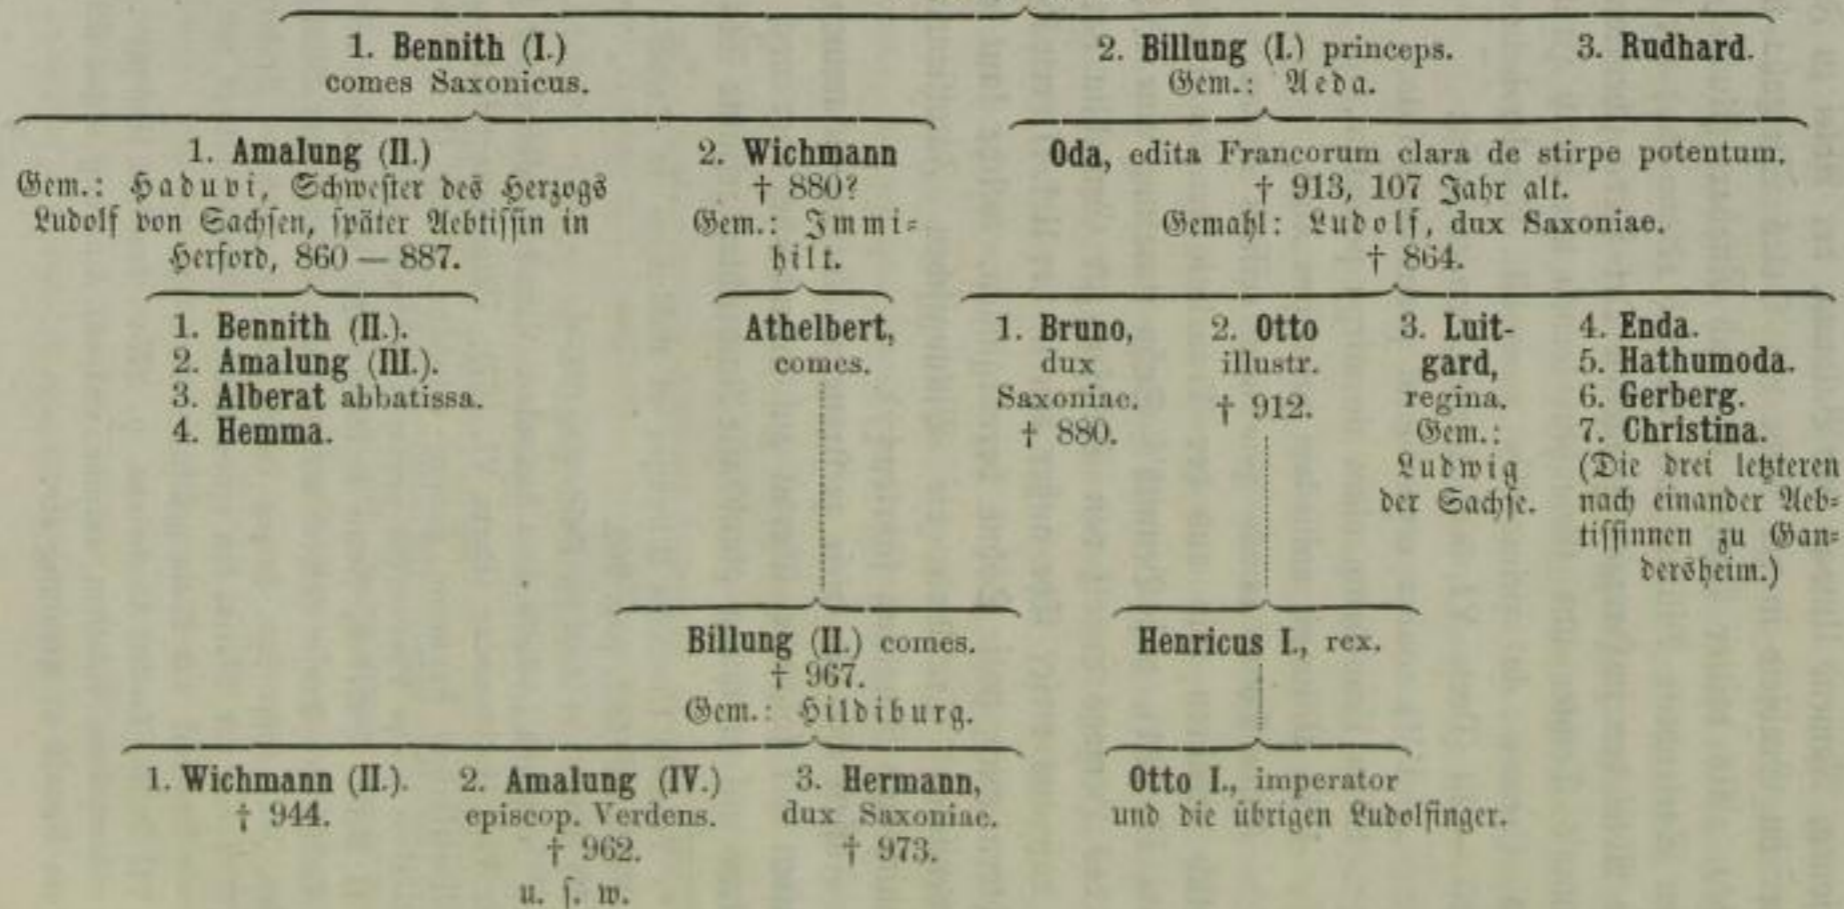 1. Bennith (I.)
comes Saxonicus.
2. Billung (I.) princeps.
Gem.: Aeda.
3. Rudhard.
1. Amalung (II.)
Gem.: Haduvi, Schwester des Herzogs
Ludolf von Sachsen, später Aebtissin in
Herford, 860 — 887.
2. Wichmann
† 880?
Gem.: Immi-
hilt.
Oda, edita Francorum clara de stirpe potentum.
† 913, 107 Jahr alt.
Gemahl: Ludolf, dux Saxoniae.
† 864.
1. Bennith (II.).
2. Amalung (III.).
3. Alberat abbatissa.
4. Hemma.
Athelbert,
comes.
1. Bruno,
dux
Saxoniae.
† 880.
2. Otto
illustr.
† 912.
3. Luit-
gard,
regina.
Gem.:
Ludwig
der Sachse.
4. Enda.
5. Hathumoda.
6. Gerberg.
7. Christina.
(Die drei letzteren
nach einander Aeb-
tissinnen zu Gan-
dersheim.)
Billung (II.) comes.
† 967.
Gem.: Hildiburg.
Henricus I., rex.
1. Wichmann (II.).
† 944.
2. Amalung (IV.)
episcop. Verdens.
† 962.
u. s. w.
3. Hermann,
dux Saxoniae.
† 973.
Otto I., imperator
und die übrigen Ludolfinger.